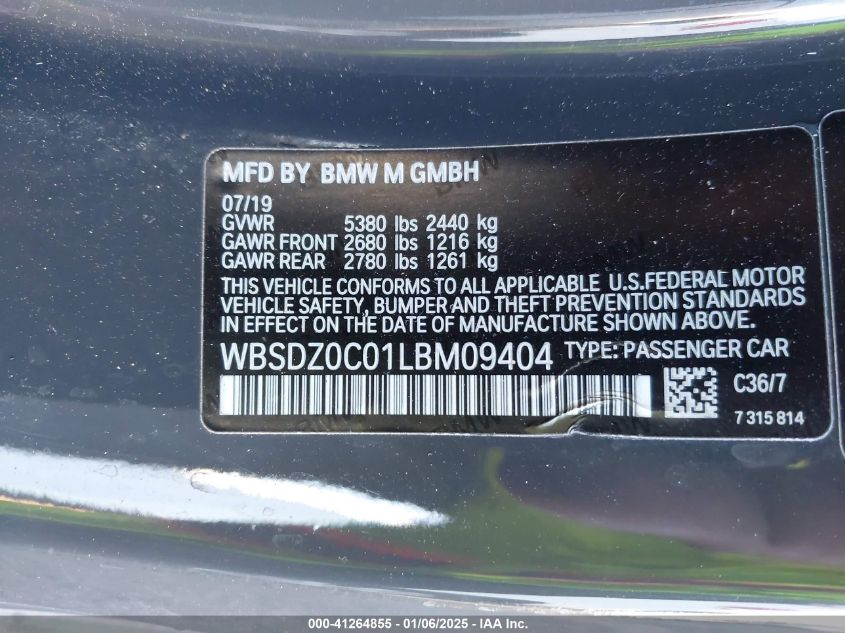 MFD BY BMW M GMBH
07/19
GVWR 5380 lbs 2440 kg
GAWR FRONT 2680 lbs 1216 kg
GAWR REAR 2780 lbs 1261 kg
THIS VEHICLE CONFORMS TO ALL APPLICABLE U.S.FEDERAL MOTOR
VEHICLE SAFETY, BUMPER AND THEFT PREVENTION STANDARDS
IN EFFECT ON THE DATE OF MANUFACTURE SHOWN ABOVE.
WBSDZ0C01LBM09404 TYPE: PASSENGER CAR
C36/7
7 315 814
000-41264855 - 01/06/2025 - IAAI.com